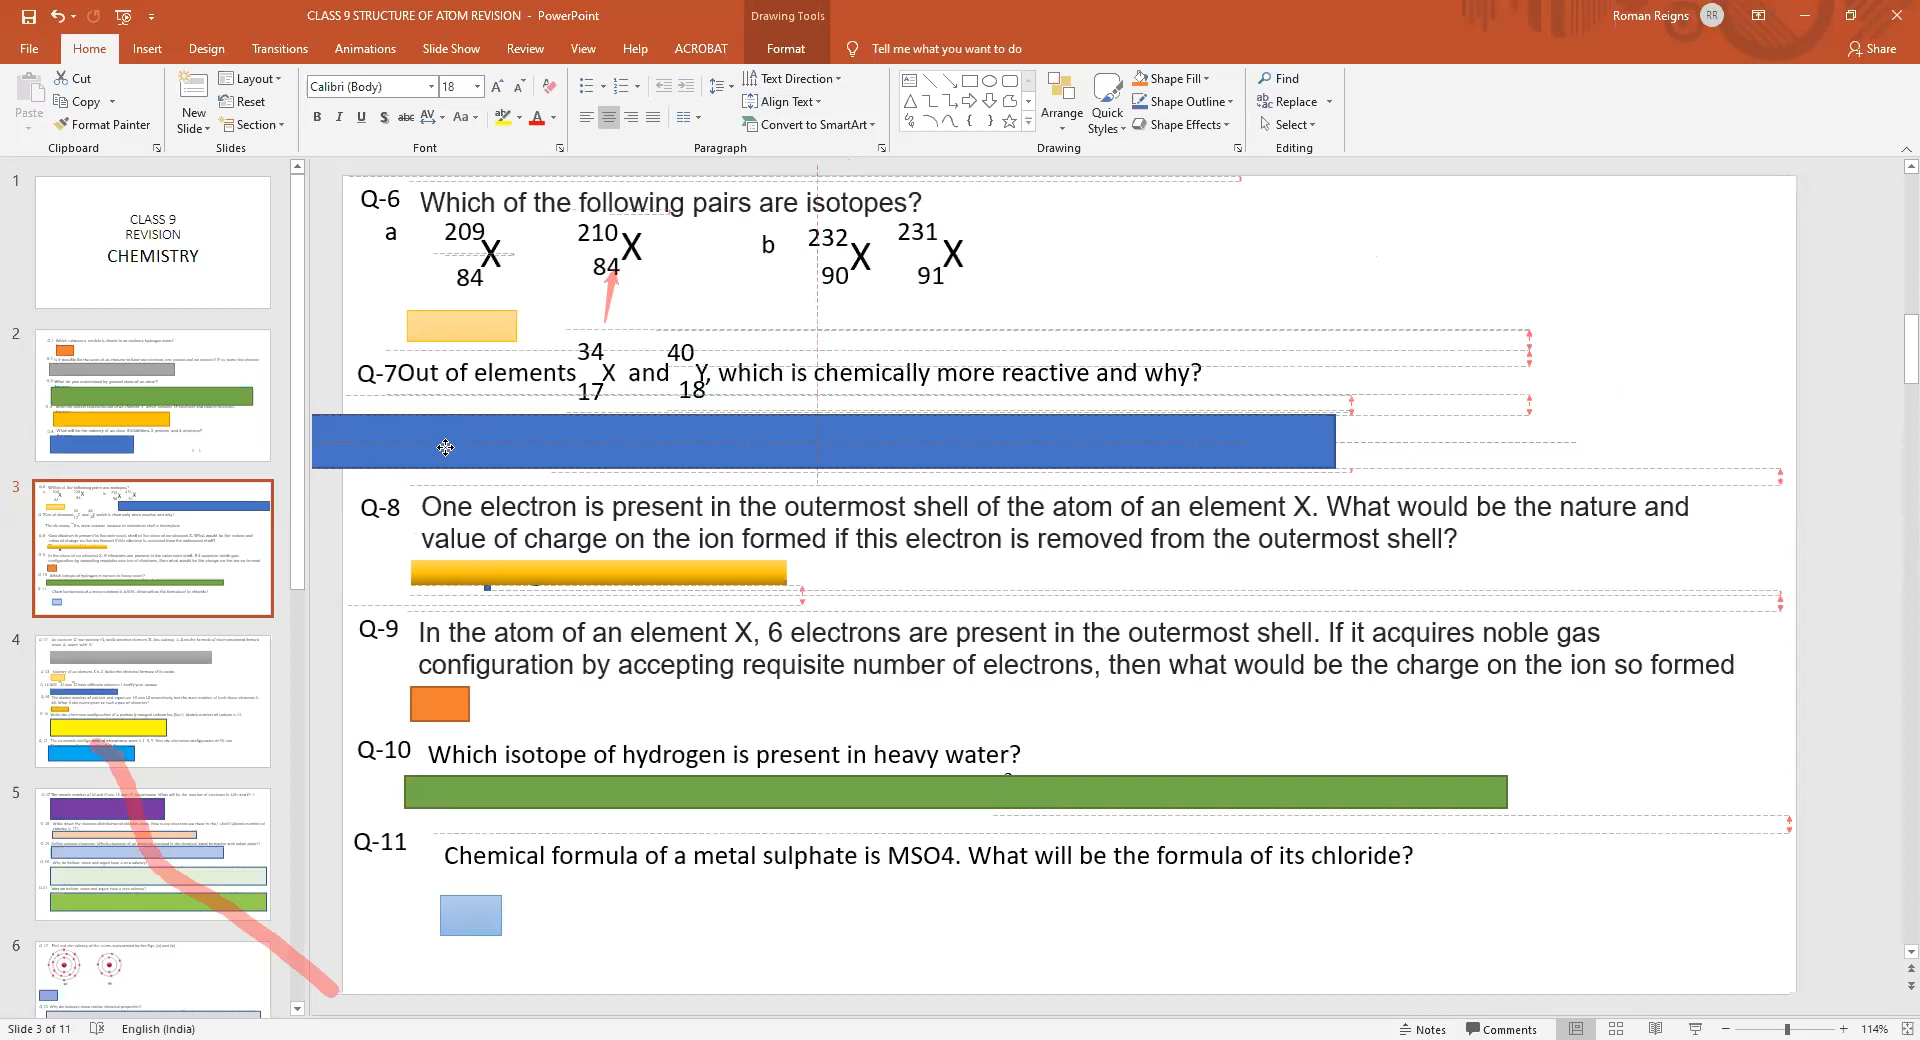 CLASS 9 STRUCTURE OF ATOM REVISION - PowerPoint
Drawing Tools
Roman Reigns
RR
File Home Insert Design Transitions Animations Slide Show Review View Help ACROBAT Format Tell me what you want to do Share
Paste
Cut
Copy
Format Painter
Clipboard
New Slide
Layout
Reset
Section
Slides
Calibri (Body) 18
Font
Text Direction
Align Text
Convert to SmartArt
Paragraph
Arrange
Quick Styles
Shape Fill
Shape Outline
Shape Effects
Drawing
Find
Replace
Select
Editing
1
CLASS 9
REVISION
CHEMISTRY
2
3
4
5
6
Q-6 Which of the following pairs are isotopes?
a 209 X 84 210 X 84 b 232 X 90 231 X 91
Q-7Out of elements 34 X 17 and 40 Y 18, which is chemically more reactive and why?
Q-8 One electron is present in the outermost shell of the atom of an element X. What would be the nature and
value of charge on the ion formed if this electron is removed from the outermost shell?
Q-9 In the atom of an element X, 6 electrons are present in the outermost shell. If it acquires noble gas
configuration by accepting requisite number of electrons, then what would be the charge on the ion so formed
Q-10 Which isotope of hydrogen is present in heavy water?
Q-11 Chemical formula of a metal sulphate is MSO4. What will be the formula of its chloride?
Slide 3 of 11 English (India) Notes Comments 114%